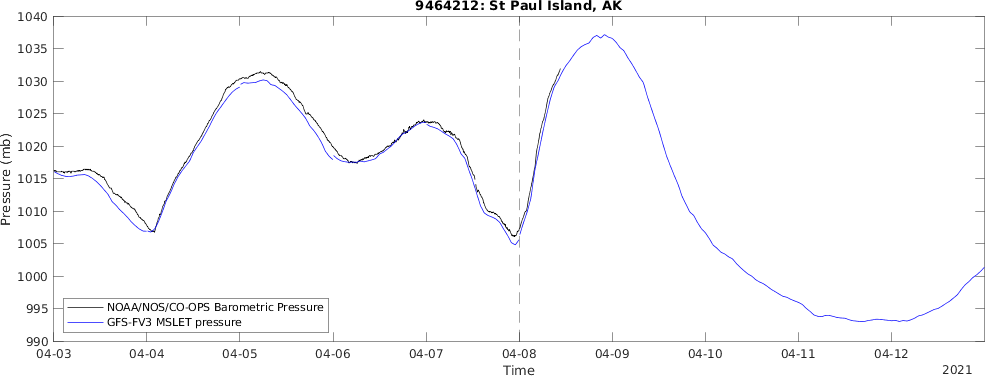 9464212: St Paul Island, AK
1040
1035
1030
1025
1020
1015
1010
1005
1000
995
990
Pressure (mb)
NOAA/NOS/CO-OPS Barometric Pressure
GFS-FV3 MSLET pressure
04-03 04-04 04-05 04-06 04-07 04-08 04-09 04-10 04-11 04-12
Time
2021